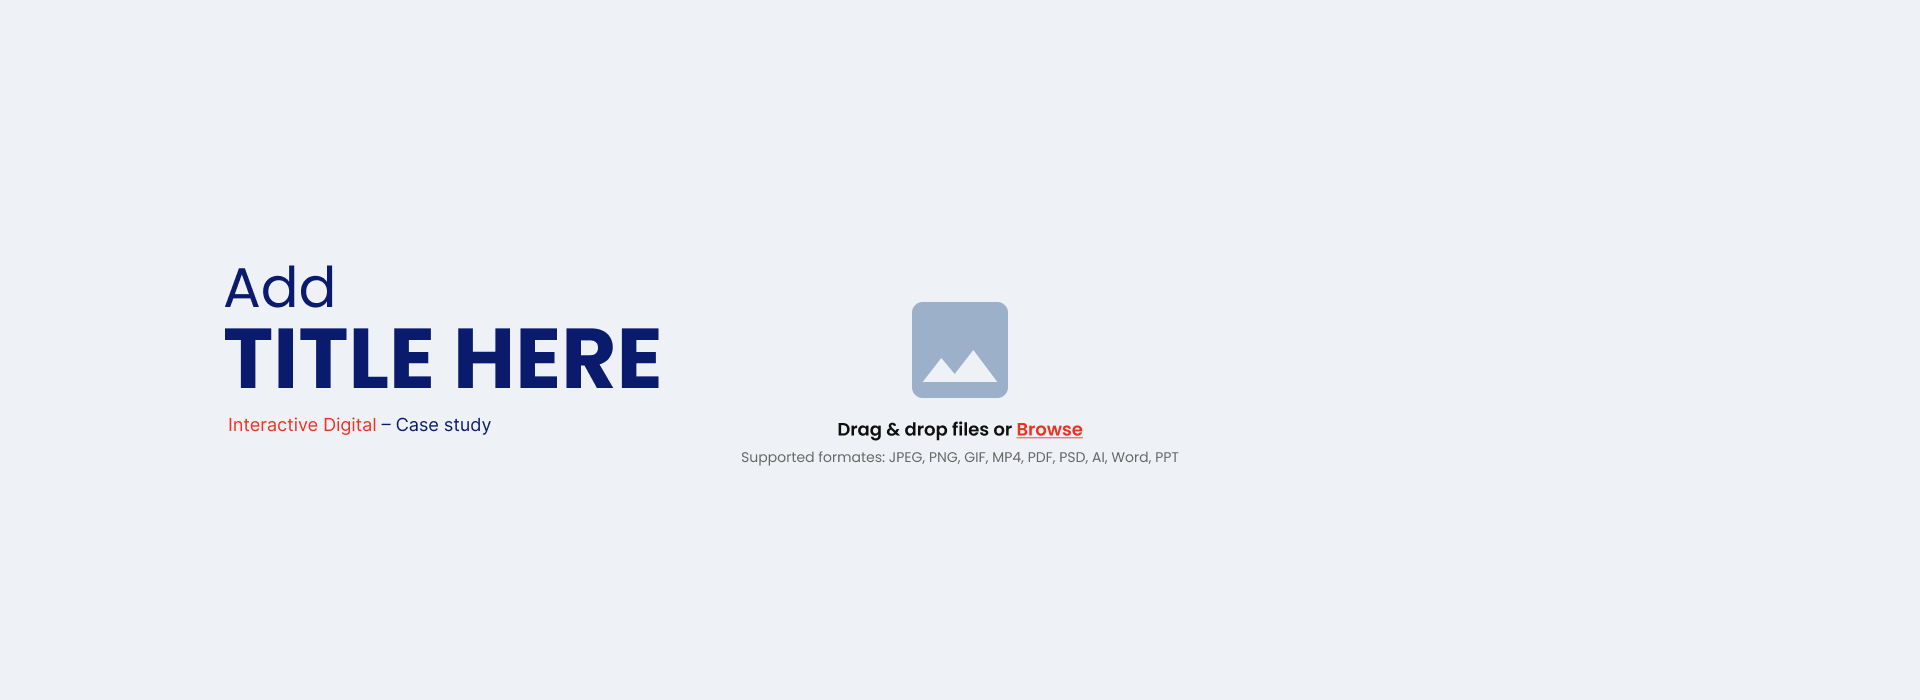 Add
TITLE HERE
Interactive Digital – Case study
Drag & drop files or Browse
Supported formates: JPEG, PNG, GIF, MP4, PDF, PSD, AI, Word, PPT